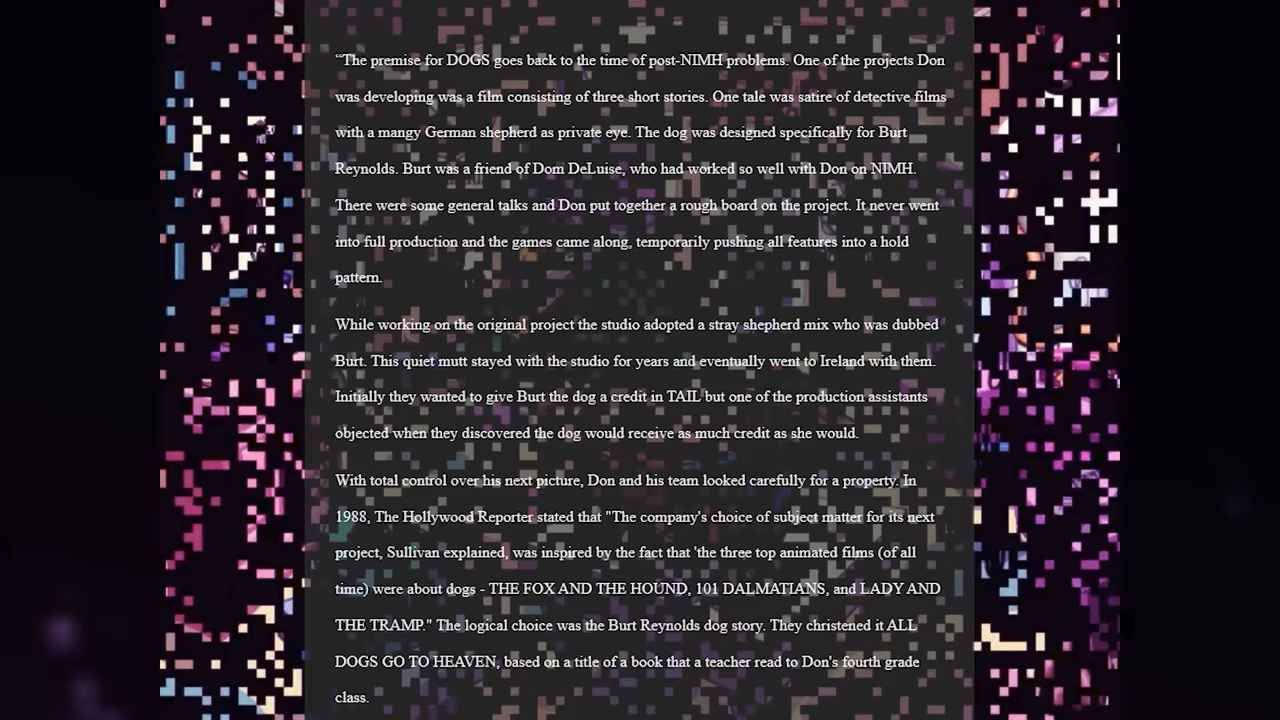 “The premise for DOGS goes back to the time of post-NIMH problems. One of the projects Don
was developing was a film consisting of three short stories. One tale was satire of detective films
with a mangy German shepherd as private eye. The dog was designed specifically for Burt
Reynolds. Burt was a friend of Dom DeLuise, who had worked so well with Don on NIMH.
There were some general talks and Don put together a rough board on the project. It never went
into full production and the games came along, temporarily pushing all features into a hold
pattern.
While working on the original project the studio adopted a stray shepherd mix who was dubbed
Burt. This quiet mutt stayed with the studio for years and eventually went to Ireland with them.
Initially they wanted to give Burt the dog a credit in TAIL but one of the production assistants
objected when they discovered the dog would receive as much credit as she would.
With total control over his next picture, Don and his team looked carefully for a property. In
1988, The Hollywood Reporter stated that "The company's choice of subject matter for its next
project, Sullivan explained, was inspired by the fact that 'the three top animated films (of all
time) were about dogs - THE FOX AND THE HOUND, 101 DALMATIANS, and LADY AND
THE TRAMP." The logical choice was the Burt Reynolds dog story. They christened it ALL
DOGS GO TO HEAVEN, based on a title of a book that a teacher read to Don's fourth grade
class.